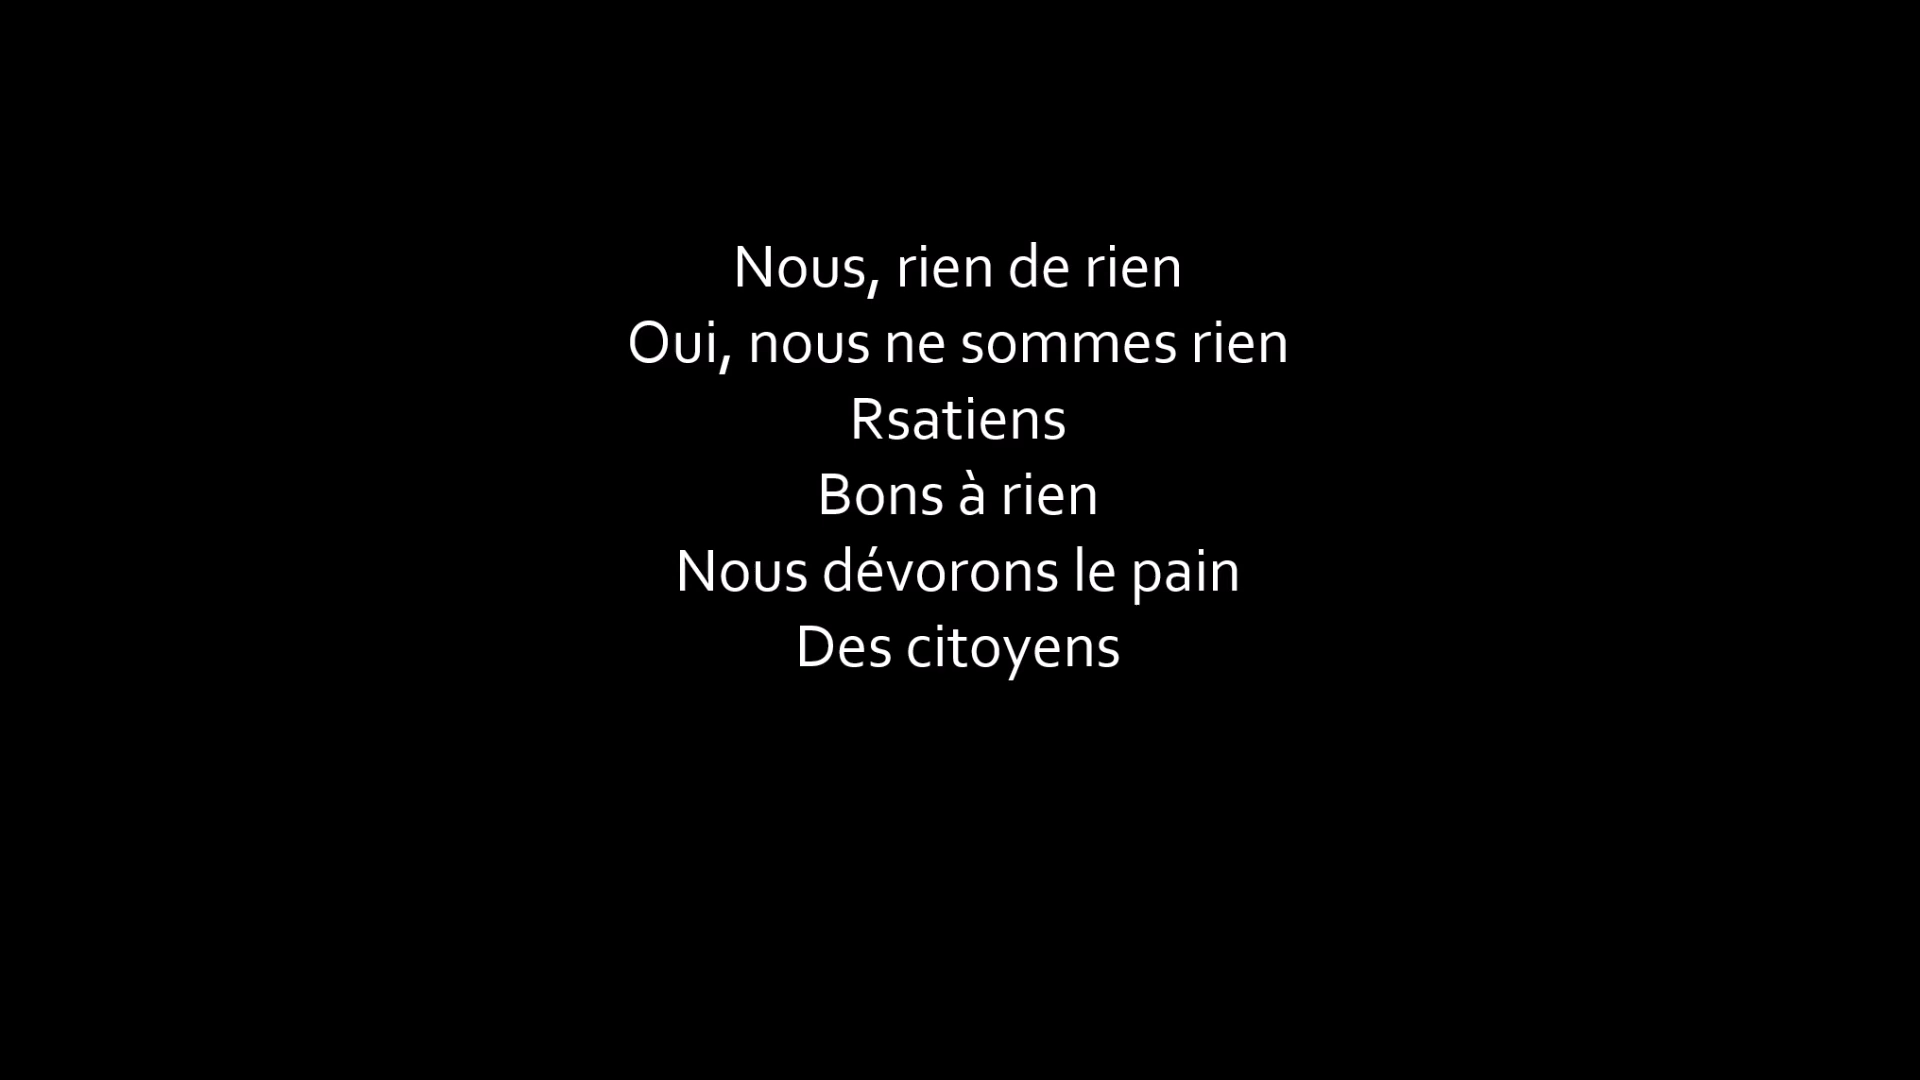 Nous, rien de rien
Oui, nous ne sommes rien
Rsatiens
Bons à rien
Nous dévorons le pain
Des citoyens